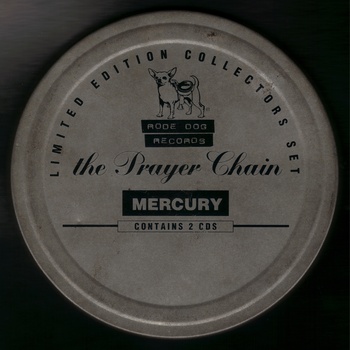 LIMITED EDITION COLLECTORS SET
RODE DOG
RECORDS
the Prayer Chain
MERCURY
CONTAINS 2 CDS